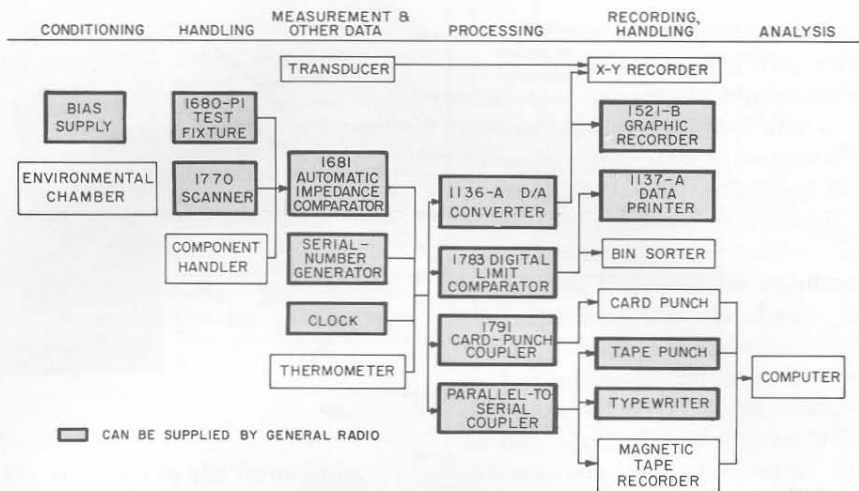 CONDITIONING
HANDLING
MEASUREMENT &
OTHER DATA
PROCESSING
RECORDING,
HANDLING
ANALYSIS
TRANSDUCER
X-Y RECORDER
BIAS
SUPPLY
1680-P1
TEST
FIXTURE
1521-B
GRAPHIC
RECORDER
ENVIRONMENTAL
CHAMBER
1770
SCANNER
1681
AUTOMATIC
IMPEDANCE
COMPARATOR
1136-A D/A
CONVERTER
1137-A
DATA
PRINTER
COMPONENT
HANDLER
SERIAL-
NUMBER
GENERATOR
1783 DIGITAL
LIMIT
COMPARATOR
BIN SORTER
CLOCK
1791
CARD-PUNCH
COUPLER
CARD PUNCH
THERMOMETER
TAPE PUNCH
COMPUTER
PARALLEL-TO
SERIAL
COUPLER
TYPEWRITER
CAN BE SUPPLIED BY GENERAL RADIO
MAGNETIC
TAPE
RECORDER